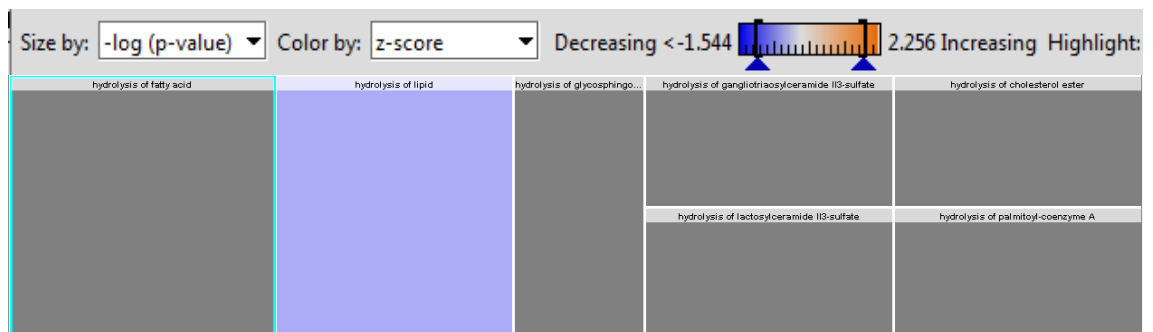 Size by: -log (p-value) Color by: z-score Decreasing <-1.544 2.256 Increasing Highlight:
hydrolysis of fatty acid hydrolysis of lipid hydrolysis of glycosphingo... hydrolysis of gangliotriaosylceramide II3-sulfate hydrolysis of cholesterol ester
hydrolysis of lactosylceramide II3-sulfate hydrolysis of palmitoyl-coenzyme A